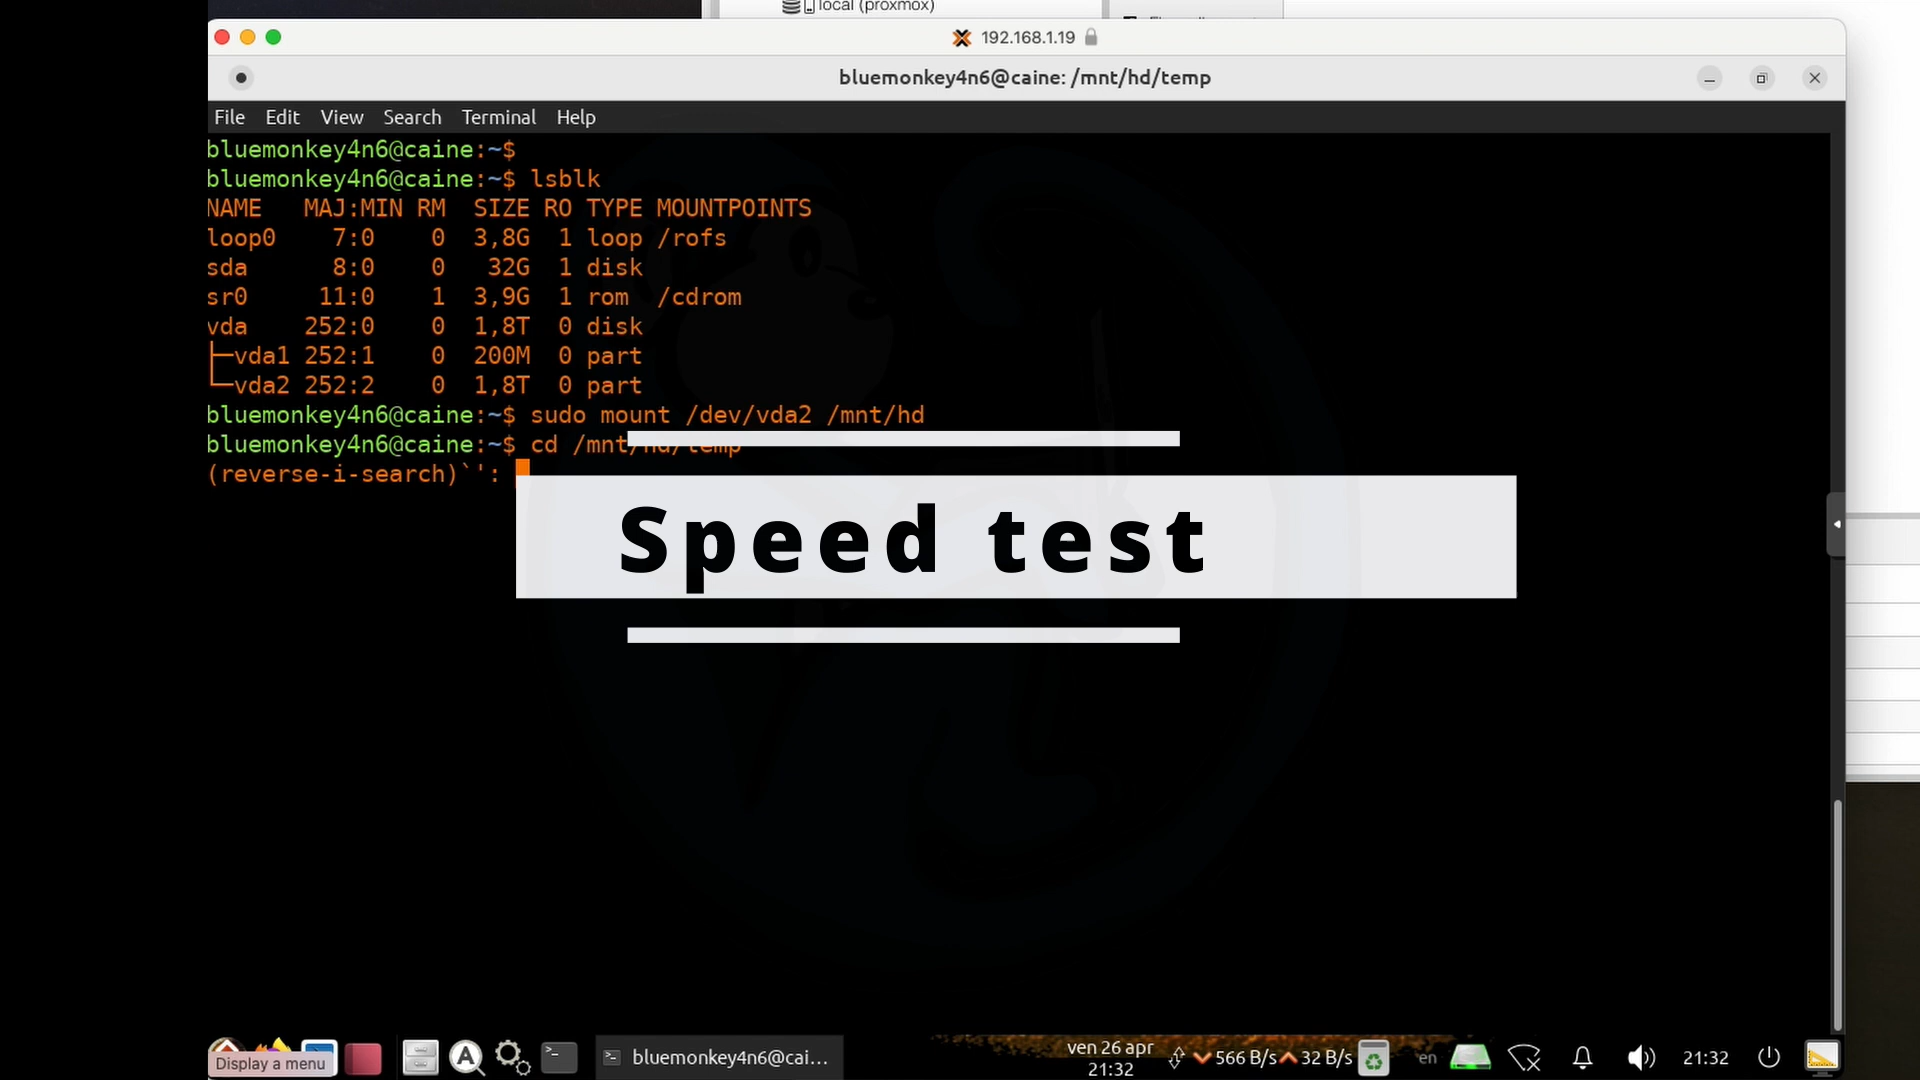 local (proxmox)
192.168.1.19
bluemonkey4n6@caine: /mnt/hd/temp
File Edit View Search Terminal Help
bluemonkey4n6@caine:~$
bluemonkey4n6@caine:~$ lsblk
NAME MAJ:MIN RM SIZE RO TYPE MOUNTPOINTS
loop0 7:0 0 3,8G 1 loop /rofs
sda 8:0 0 32G 1 disk
sr0 11:0 1 3,9G 1 rom /cdrom
vda 252:0 0 1,8T 0 disk
├─vda1 252:1 0 200M 0 part
└─vda2 252:2 0 1,8T 0 part
bluemonkey4n6@caine:~$ sudo mount /dev/vda2 /mnt/hd
bluemonkey4n6@caine:~$ cd /mnt/hd/temp
(reverse-i-search)`':
Speed test
Display a menu
bluemonkey4n6@cai...
ven 26 apr
21:32
566 B/s 32 B/s
en
21:32